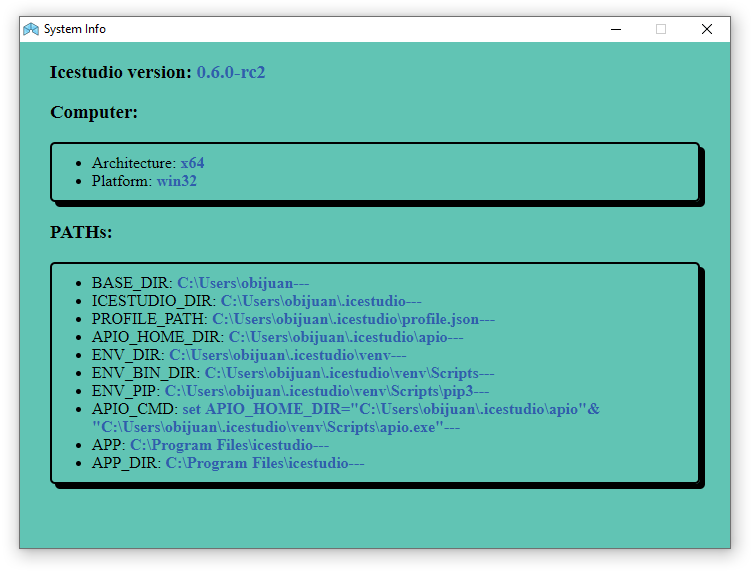 System Info
Icestudio version: 0.6.0-rc2
Computer:
Architecture: x64
Platform: win32
PATHs:
BASE_DIR: C:\Users\obijuan---
ICESTUDIO_DIR: C:\Users\obijuan\.icestudio---
PROFILE_PATH: C:\Users\obijuan\.icestudio\profile.json---
APIO_HOME_DIR: C:\Users\obijuan\.icestudio\apio---
ENV_DIR: C:\Users\obijuan\.icestudio\venv---
ENV_BIN_DIR: C:\Users\obijuan\.icestudio\venv\Scripts---
ENV_PIP: C:\Users\obijuan\.icestudio\venv\Scripts\pip3---
APIO_CMD: set APIO_HOME_DIR="C:\Users\obijuan\.icestudio\apio"&
"C:\Users\obijuan\.icestudio\venv\Scripts\apio.exe"---
APP: C:\Program Files\icestudio---
APP_DIR: C:\Program Files\icestudio---